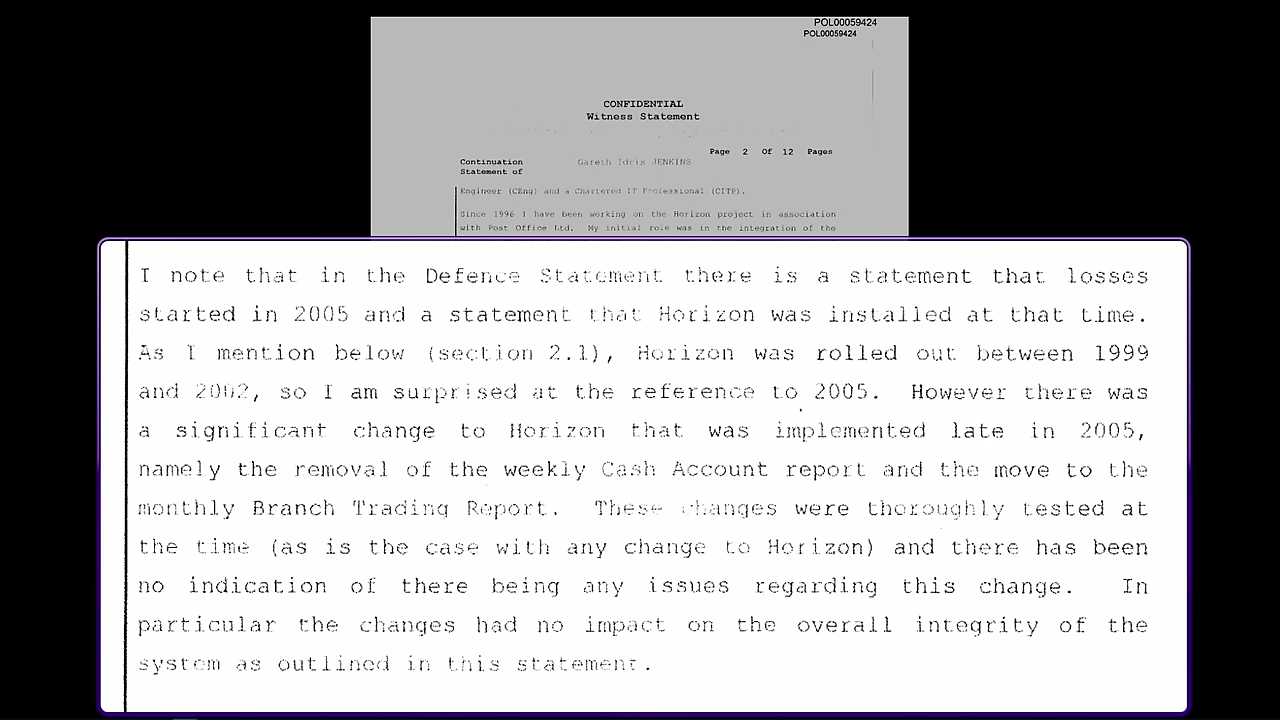 POL00059424
POL00059424
CONFIDENTIAL
Witness Statement
Page 2 Of 12 Pages
Continuation Gareth Idris JENKINS
Statement of
Engineer (CEng) and a Chartered IT Professional (CITP).
Since 1996 I have been working on the Horizon project in association
with Post Office Ltd. My initial role was in the integration of the
I note that in the Defence Statement there is a statement that losses
started in 2005 and a statement that Horizon was installed at that time.
As I mention below (section 2.1), Horizon was rolled out between 1999
and 2002, so I am surprised at the reference to 2005. However there was
a significant change to Horizon that was implemented late in 2005,
namely the removal of the weekly Cash Account report and the move to the
monthly Branch Trading Report. These changes were thoroughly tested at
the time (as is the case with any change to Horizon) and there has been
no indication of there being any issues regarding this change. In
particular the changes had no impact on the overall integrity of the
system as outlined in this statement.